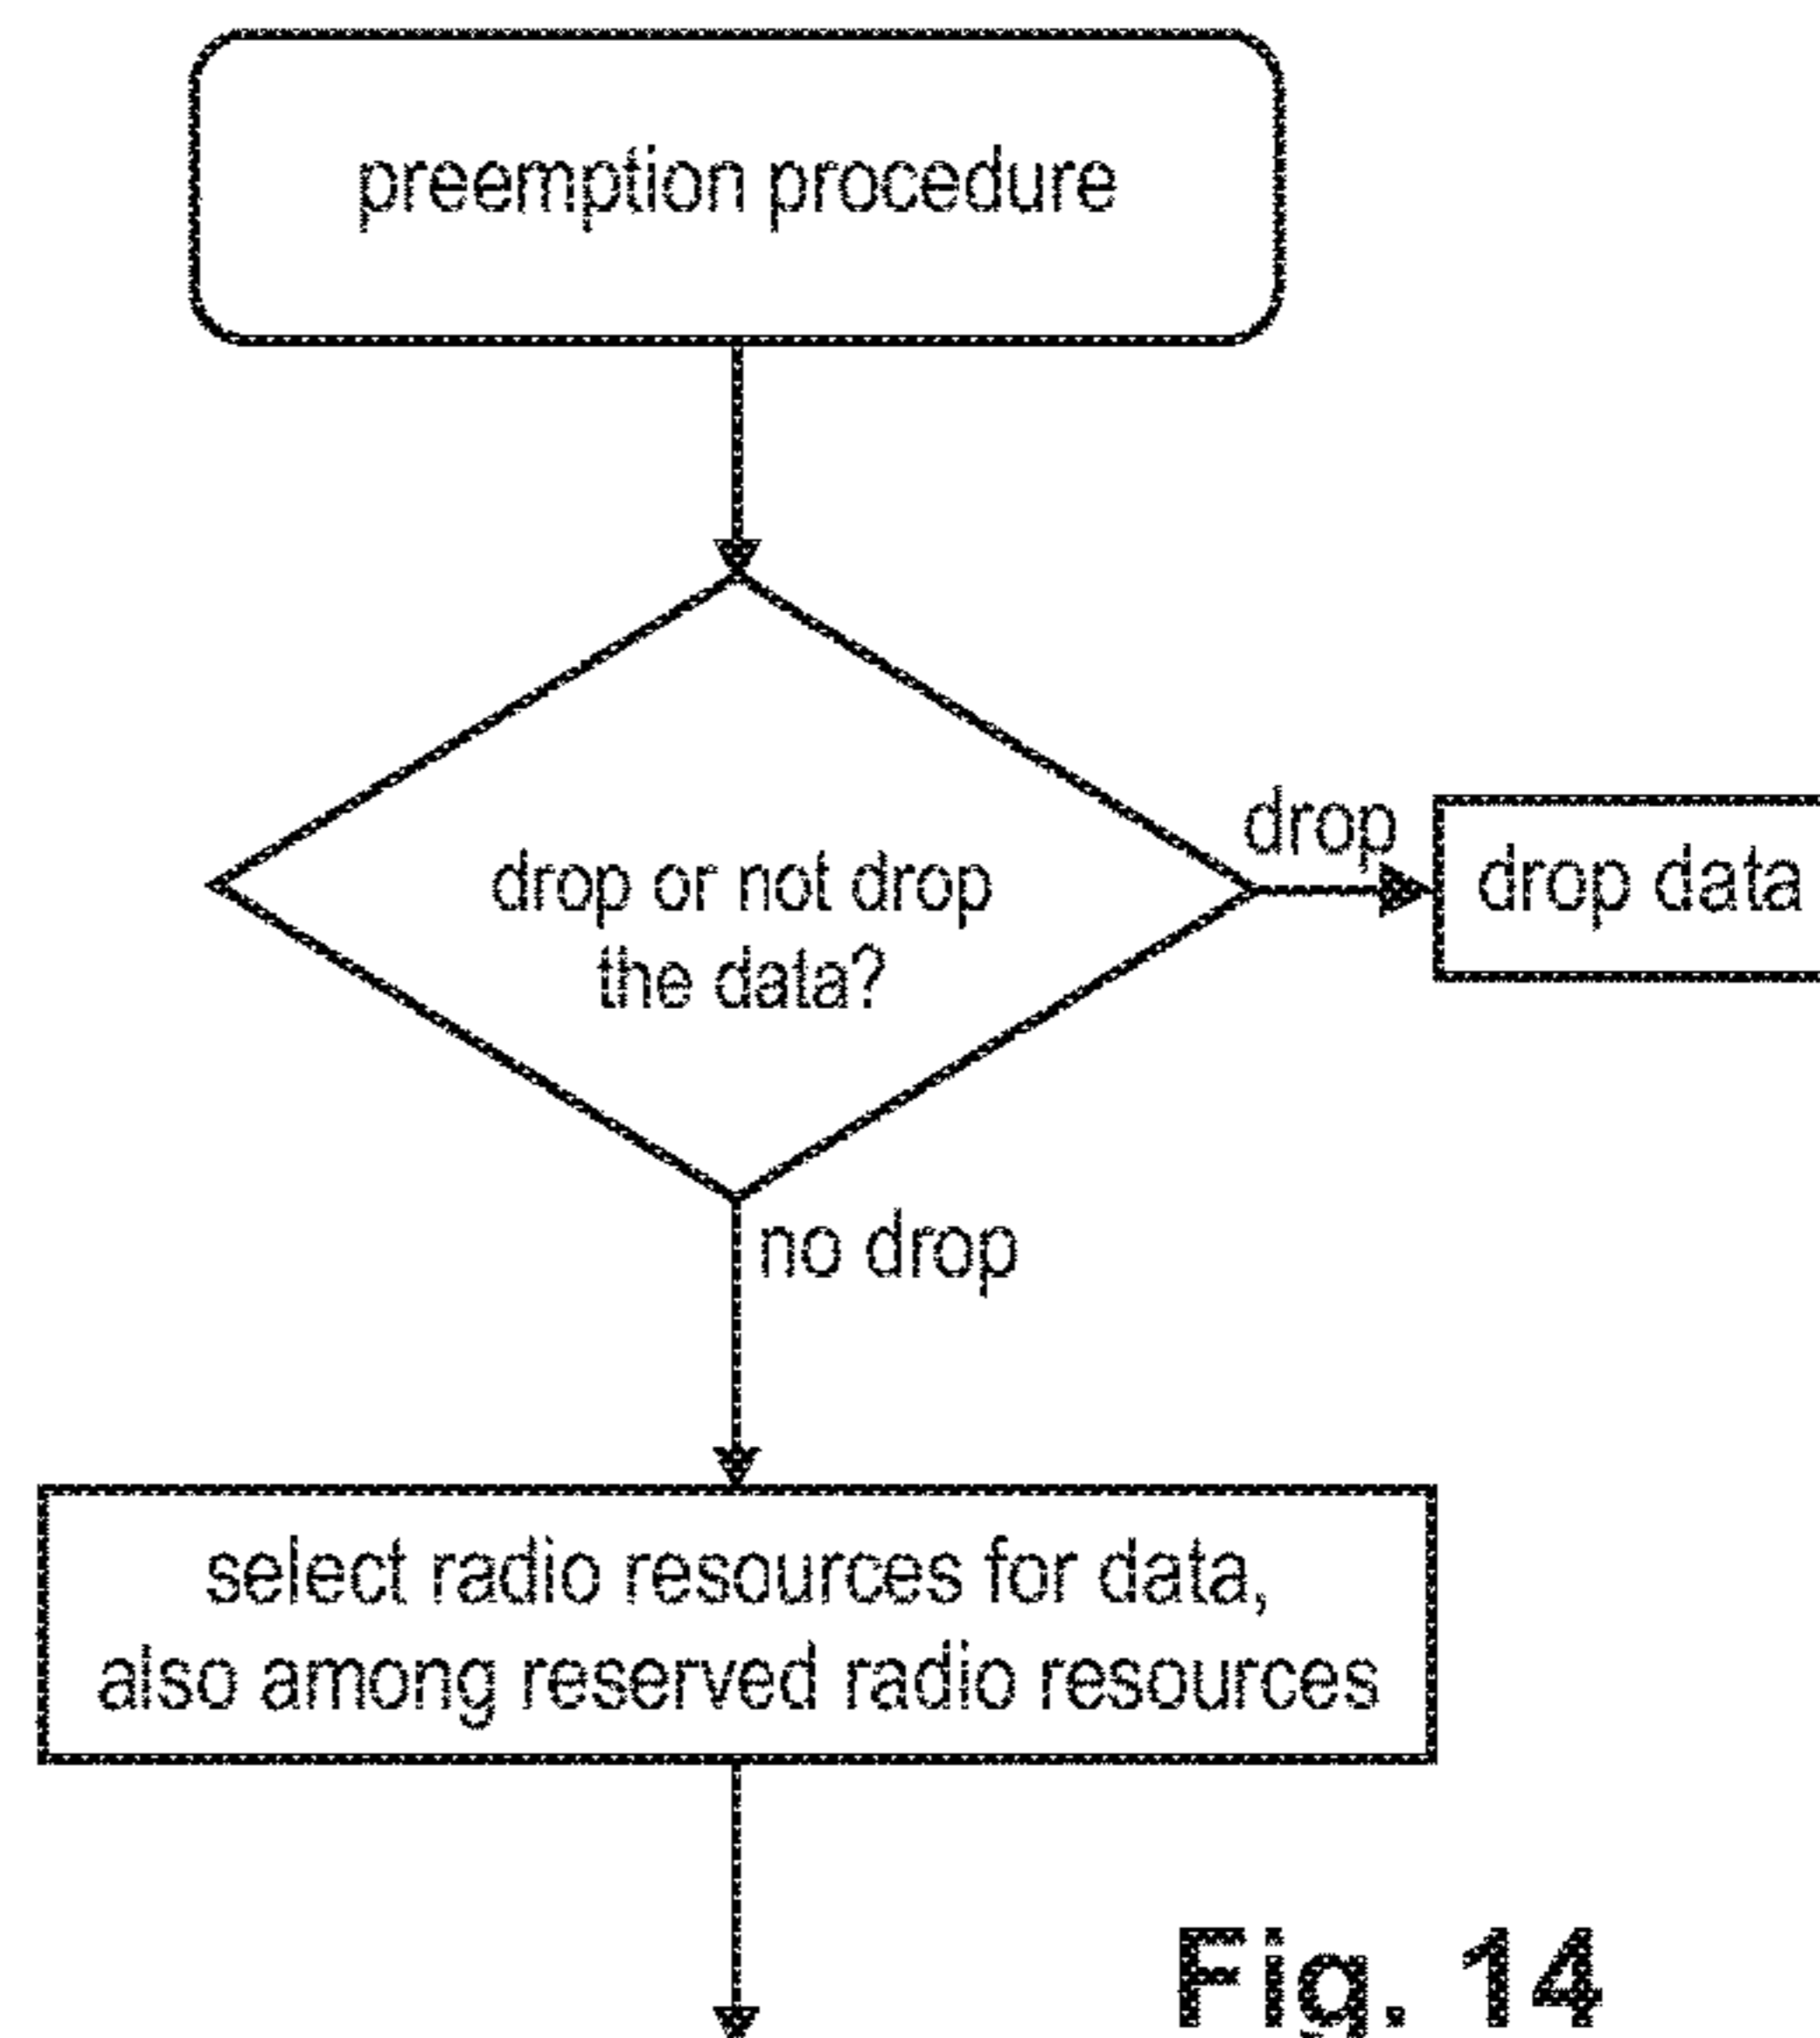 preemption procedure
drop or not drop
the data?
drop
drop data
no drop
select radio resources for data,
also among reserved radio resources
Fig. 14